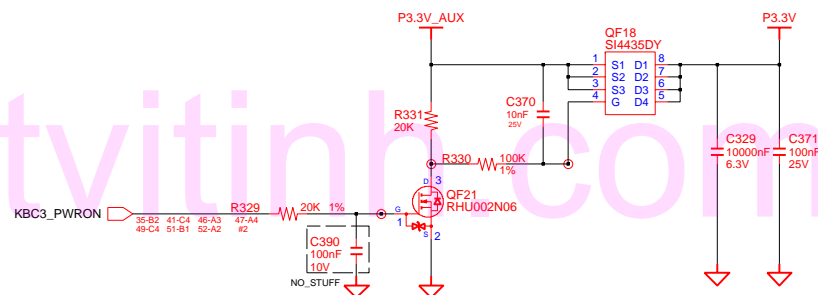 P3.3V_AUX
P3.3V
QF18
SI4435DY
1 S1 D1 8
2 S2 D2 7
3 S3 D3 6
4 G D4 5
C370
10nF
25V
R331
20K
R330 100K
1%
C329
10000nF
6.3V
C371
100nF
25V
D 3
QF21
RHU002N06
G
1
S 2
KBC3_PWRON
R329 20K 1%
35-B2 41-C4 46-A3 47-A4
49-C4 51-B1 52-A2 #2
C390
100nF
10V
NO_STUFF
tvitinh.com